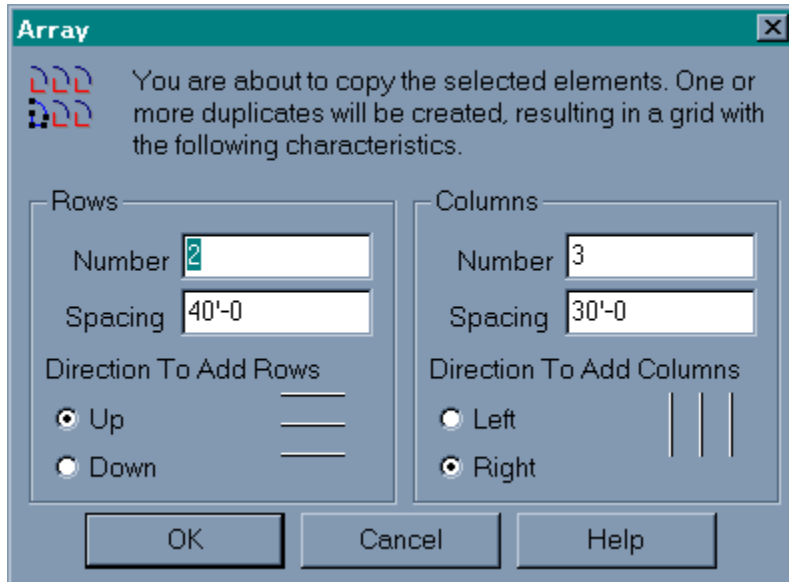 Array
You are about to copy the selected elements. One or
more duplicates will be created, resulting in a grid with
the following characteristics.
Rows
Number 2
Spacing 40'-0
Direction To Add Rows
Up
Down
Columns
Number 3
Spacing 30'-0
Direction To Add Columns
Left
Right
OK
Cancel
Help